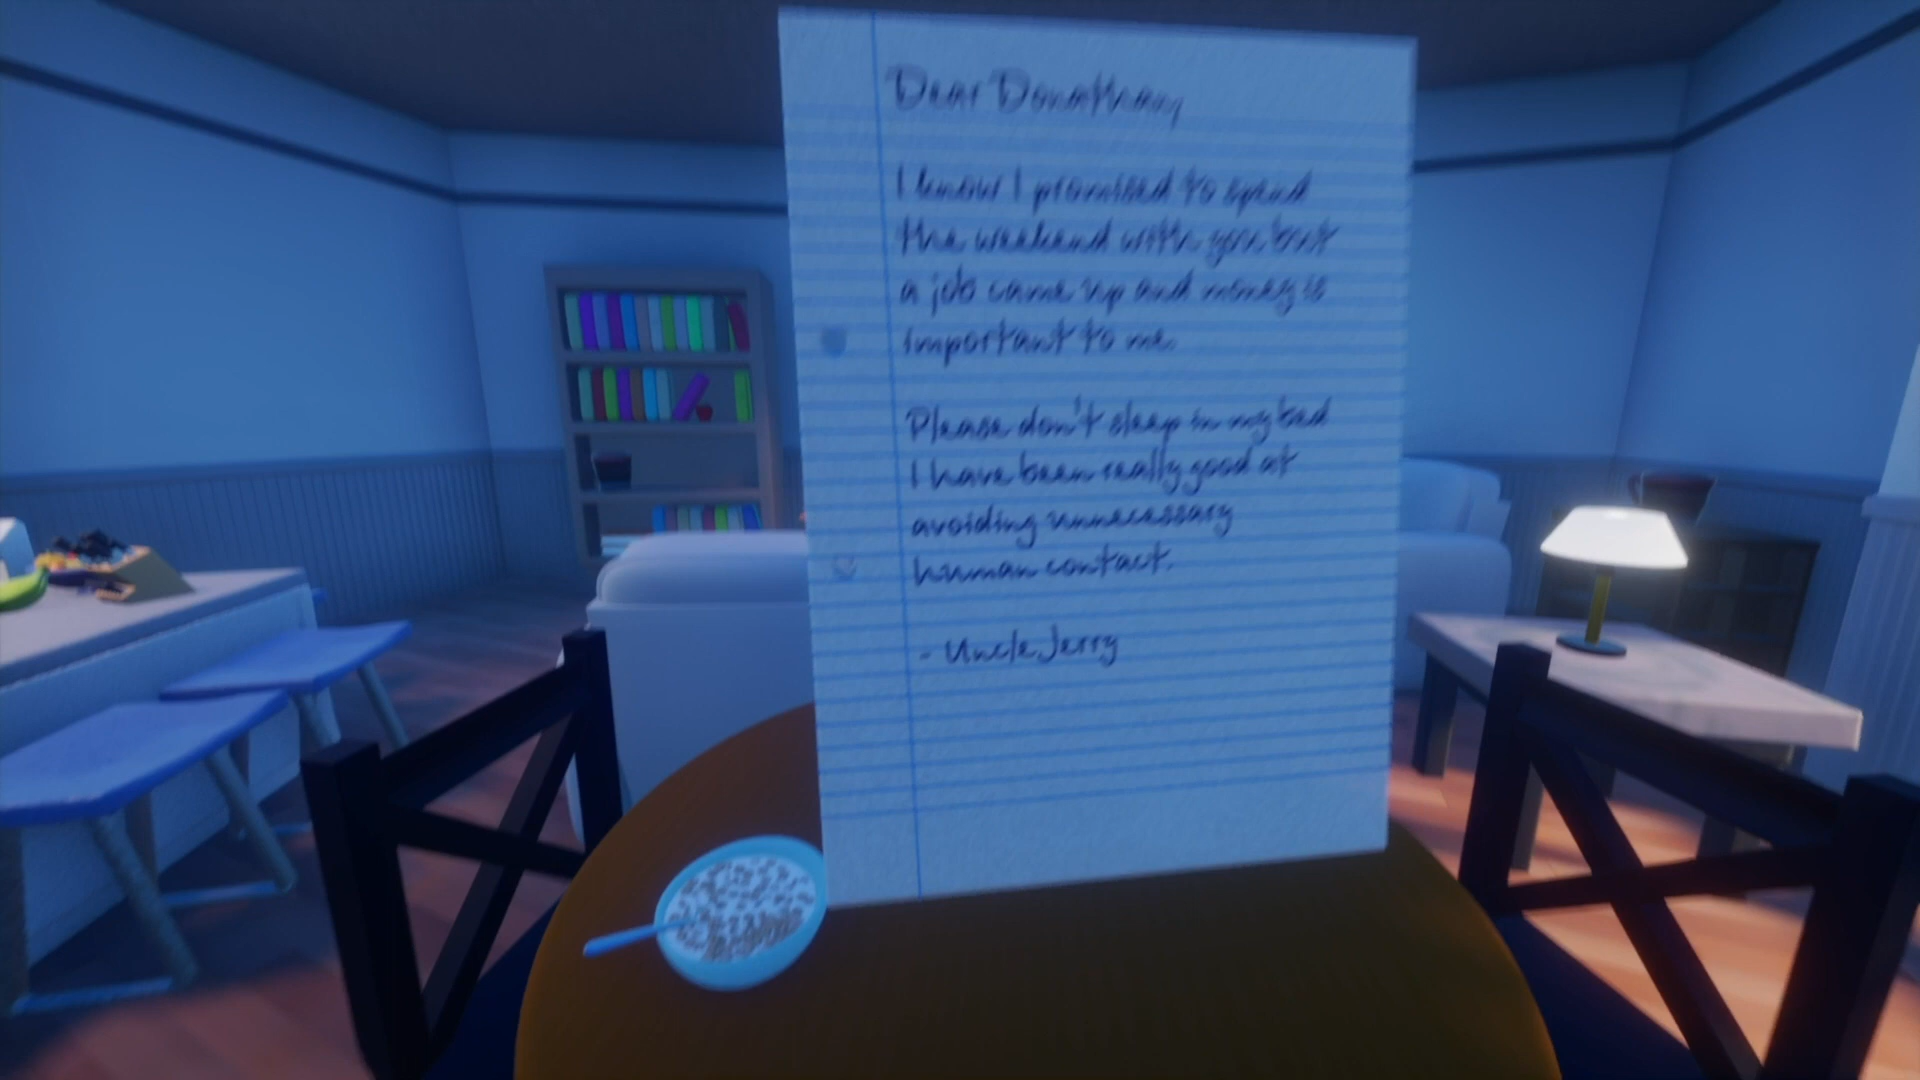 Dear Donathan,
I know I promised to spend
the weekend with you but
a job came up and money is
important to me.
Please don't sleep in my bed
I have been really good at
avoiding unnecessary
human contact.
- Uncle Jerry